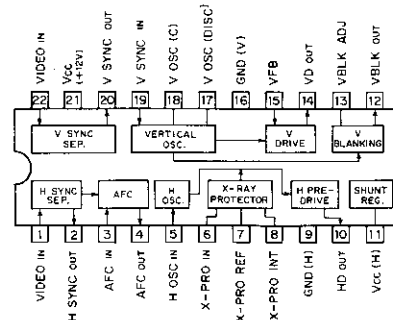 VIDEO IN
VCC (+12V)
V SYNC OUT
V SYNC IN
V OSC (C)
V OSC (DISC)
GND (V)
VFB
VD OUT
VBLK ADJ
VBLK OUT
22 21 20 19 18 17 16 15 14 13 12
V SYNC
SEP.
VERTICAL
OSC.
V
DRIVE
V
BLANKING
H SYNC
SEP.
AFC
H
OSC.
X-RAY
PROTECTOR
H PRE-
DRIVE
SHUNT
REG.
1 2 3 4 5 6 7 8 9 10 11
VIDEO IN
H SYNC OUT
AFC IN
AFC OUT
H OSC IN
X-PRO IN
X-PRO REF
X-PRO INT
GND (H)
HD OUT
VCC (H)